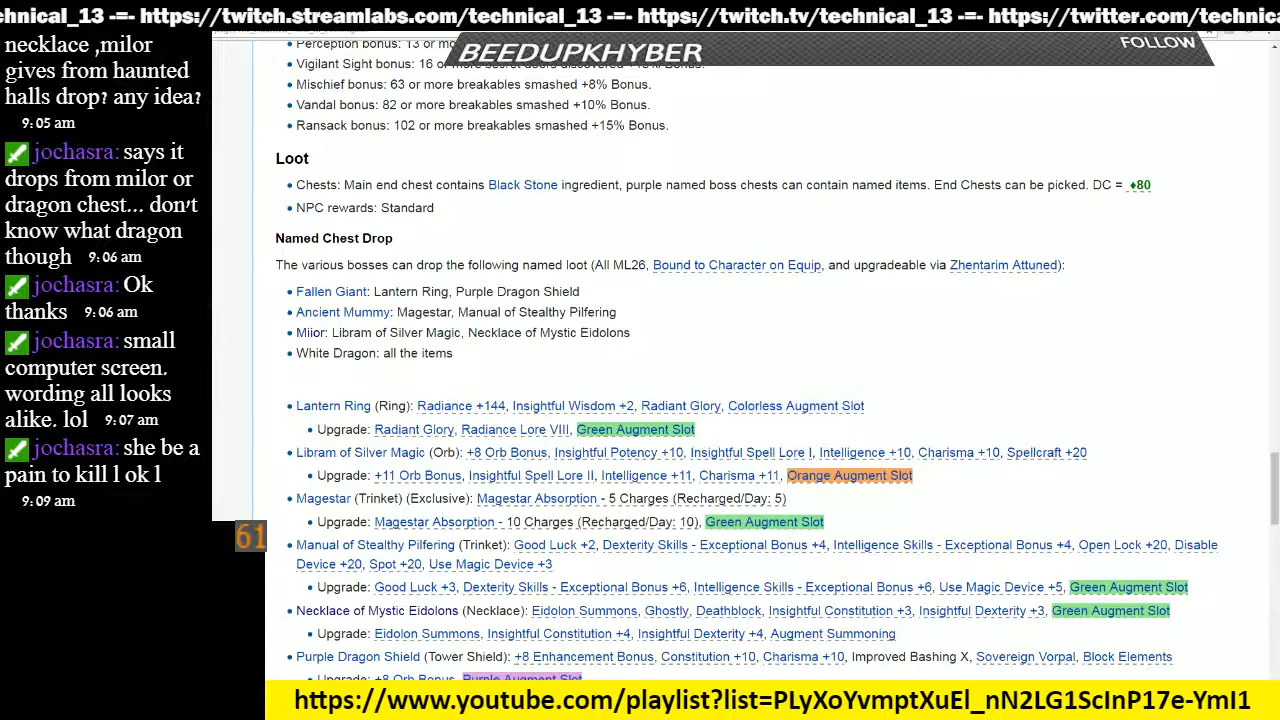 chnical_13 -=- https://twitch.streamlabs.com/technical_13 -=- https://twitch.tv/technical_13 -=- https://twitter.com/technic
BEEDUPKHYBER
FOLLOW
necklace ,milor
gives from haunted
halls drop? any idea?
9:05 am
jochasra: says it
drops from milor or
dragon chest... don't
know what dragon
though 9:06 am
jochasra: Ok
thanks 9:06 am
jochasra: small
computer screen.
wording all looks
alike. lol 9:07 am
jochasra: she be a
pain to kill l ok l
9:09 am
61
• Perception bonus: 13 or mo
• Vigilant Sight bonus: 16 or
• Mischief bonus: 63 or more breakables smashed +8% Bonus.
• Vandal bonus: 82 or more breakables smashed +10% Bonus.
• Ransack bonus: 102 or more breakables smashed +15% Bonus.
Loot
• Chests: Main end chest contains Black Stone ingredient, purple named boss chests can contain named items. End Chests can be picked. DC = ♦80
• NPC rewards: Standard
Named Chest Drop
The various bosses can drop the following named loot (All ML26, Bound to Character on Equip, and upgradeable via Zhentarim Attuned):
• Fallen Giant: Lantern Ring, Purple Dragon Shield
• Ancient Mummy: Magestar, Manual of Stealthy Pilfering
• Miior: Libram of Silver Magic, Necklace of Mystic Eidolons
• White Dragon: all the items
• Lantern Ring (Ring): Radiance +144, Insightful Wisdom +2, Radiant Glory, Colorless Augment Slot
• Upgrade: Radiant Glory, Radiance Lore VIII, Green Augment Slot
• Libram of Silver Magic (Orb): +8 Orb Bonus, Insightful Potency +10, Insightful Spell Lore I, Intelligence +10, Charisma +10, Spellcraft +20
• Upgrade: +11 Orb Bonus, Insightful Spell Lore II, Intelligence +11, Charisma +11, Orange Augment Slot
• Magestar (Trinket) (Exclusive): Magestar Absorption - 5 Charges (Recharged/Day: 5)
• Upgrade: Magestar Absorption - 10 Charges (Recharged/Day: 10), Green Augment Slot
• Manual of Stealthy Pilfering (Trinket): Good Luck +2, Dexterity Skills - Exceptional Bonus +4, Intelligence Skills - Exceptional Bonus +4, Open Lock +20, Disable
Device +20, Spot +20, Use Magic Device +3
• Upgrade: Good Luck +3, Dexterity Skills - Exceptional Bonus +6, Intelligence Skills - Exceptional Bonus +6, Use Magic Device +5, Green Augment Slot
• Necklace of Mystic Eidolons (Necklace): Eidolon Summons, Ghostly, Deathblock, Insightful Constitution +3, Insightful Dexterity +3, Green Augment Slot
• Upgrade: Eidolon Summons, Insightful Constitution +4, Insightful Dexterity +4, Augment Summoning
• Purple Dragon Shield (Tower Shield): +8 Enhancement Bonus, Constitution +10, Charisma +10, Improved Bashing X, Sovereign Vorpal, Block Elements
• Upgrade: +8 Orb Bonus, Purple Augment Slot
https://www.youtube.com/playlist?list=PLyXoYvmptXuEl_nN2LG1ScInP17e-YmI1